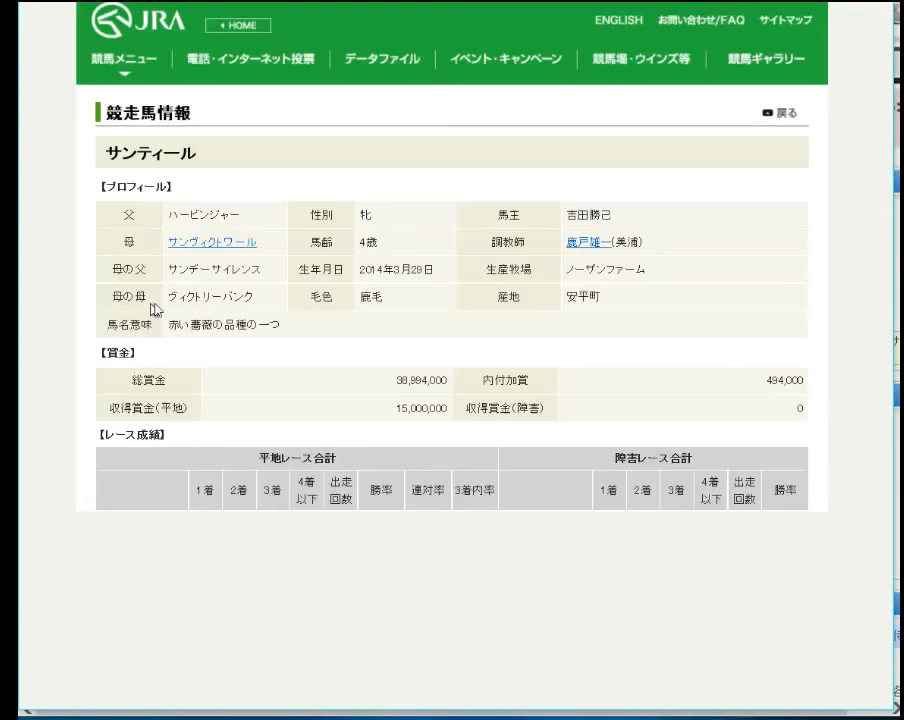 JRA
HOME
ENGLISH お問い合わせ/FAQ サイトマップ
競馬メニュー 電話・インターネット投票 データファイル イベント・キャンペーン 競馬場・ウインズ等 競馬ギャラリー
競走馬情報 戻る
サンティール
【プロフィール】
父 ハービンジャー 性別 牝 馬主 吉田勝己
母 サンヴィクトワール 馬齢 4歳 調教師 鹿戸雄一(美浦)
母の父 サンデーサイレンス 生年月日 2014年3月29日 生産牧場 ノーザンファーム
母の母 ヴィクトリーバンク 毛色 鹿毛 産地 安平町
馬名意味 赤い薔薇の品種の一つ
【賞金】
総賞金 38,994,000 内付加賞 494,000
収得賞金(平地) 15,000,000 収得賞金(障害) 0
【レース成績】
平地レース合計 障害レース合計
1着 2着 3着 4着以下 出走回数 勝率 連対率 3着内率 1着 2着 3着 4着以下 出走回数 勝率